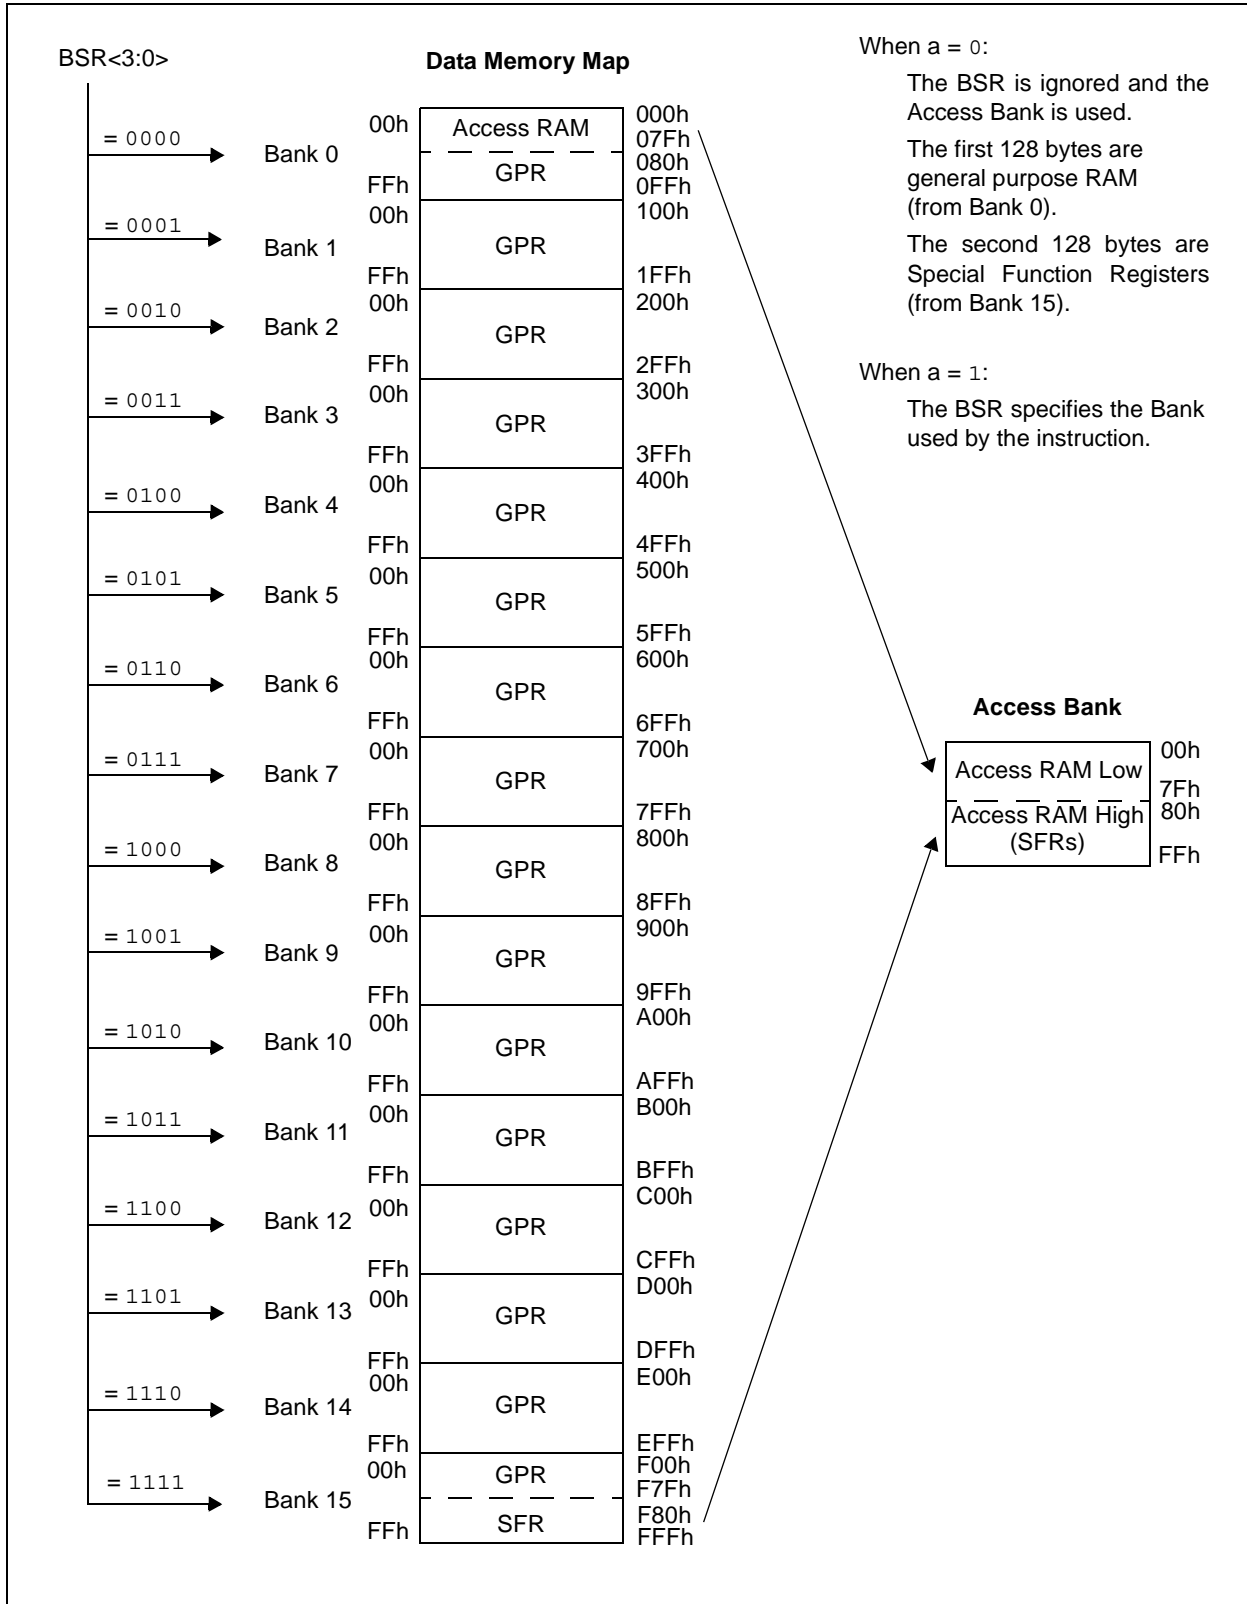 BSR<3:0>
Data Memory Map
When a = 0:
The BSR is ignored and the
Access Bank is used.
The first 128 bytes are
general purpose RAM
(from Bank 0).
The second 128 bytes are
Special Function Registers
(from Bank 15).
When a = 1:
The BSR specifies the Bank
used by the instruction.
= 0000
Bank 0
00h
FFh
Access RAM
GPR
000h
07Fh
080h
0FFh
= 0001
Bank 1
00h
FFh
GPR
100h
1FFh
= 0010
Bank 2
00h
FFh
GPR
200h
2FFh
= 0011
Bank 3
00h
FFh
GPR
300h
3FFh
= 0100
Bank 4
00h
FFh
GPR
400h
4FFh
= 0101
Bank 5
00h
FFh
GPR
500h
5FFh
= 0110
Bank 6
00h
FFh
GPR
600h
6FFh
= 0111
Bank 7
00h
FFh
GPR
700h
7FFh
= 1000
Bank 8
00h
FFh
GPR
800h
8FFh
= 1001
Bank 9
00h
FFh
GPR
900h
9FFh
= 1010
Bank 10
00h
FFh
GPR
A00h
AFFh
= 1011
Bank 11
00h
FFh
GPR
B00h
BFFh
= 1100
Bank 12
00h
FFh
GPR
C00h
CFFh
= 1101
Bank 13
00h
FFh
GPR
D00h
DFFh
= 1110
Bank 14
00h
FFh
GPR
E00h
EFFh
= 1111
Bank 15
00h
FFh
GPR
SFR
F00h
F7Fh
F80h
FFFh
Access Bank
Access RAM Low
Access RAM High
(SFRs)
00h
7Fh
80h
FFh